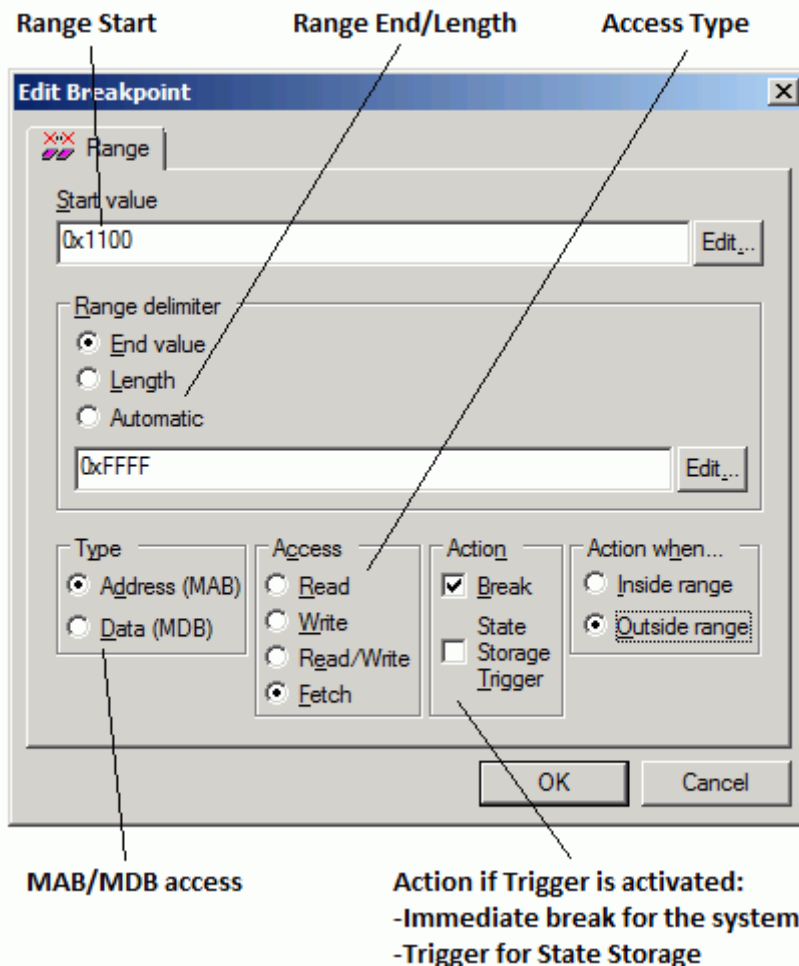 Range Start Range End/Length Access Type
Edit Breakpoint
Range
Start value
0x1100 Edit...
Range delimiter
End value
Length
Automatic
0xFFFF Edit...
Type Access Action Action when...
Address (MAB) Read Break Inside range
Data (MDB) Write State Outside range
Read/Write Storage
Fetch Trigger
OK Cancel
MAB/MDB access Action if Trigger is activated:
-Immediate break for the system
-Trigger for State Storage